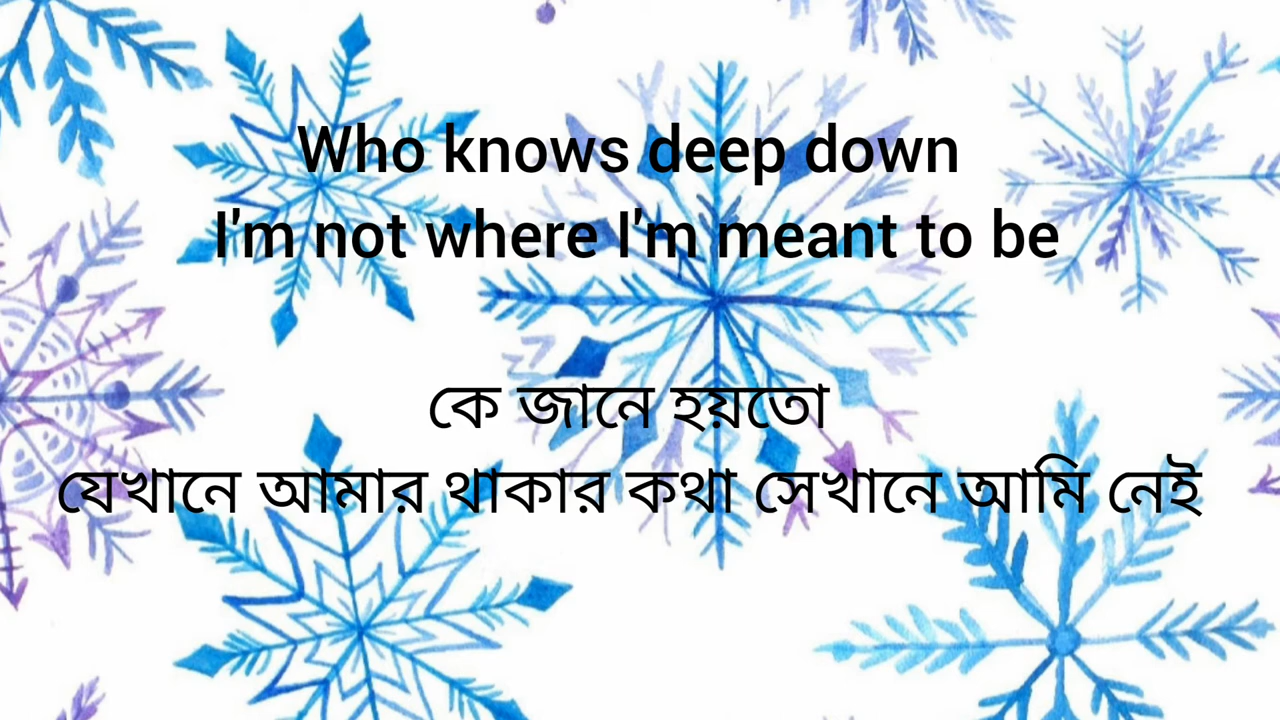 Who knows deep down
I'm not where I'm meant to be
কে জানে হয়তো
যেখানে আমার থাকার কথা সেখানে আমি নেই